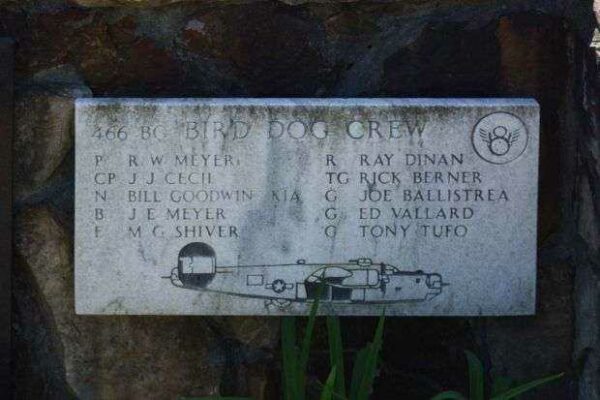 466 BG BIRD DOG CREW
8
P R. W. MEYER
CP J J CECIL
N BILL GOODWIN KIA
B J E MEYER
E M G SHIVER
R RAY DINAN
TG RICK BERNER
G JOE BALLISTREA
G ED VALLARD
G TONY TUFO